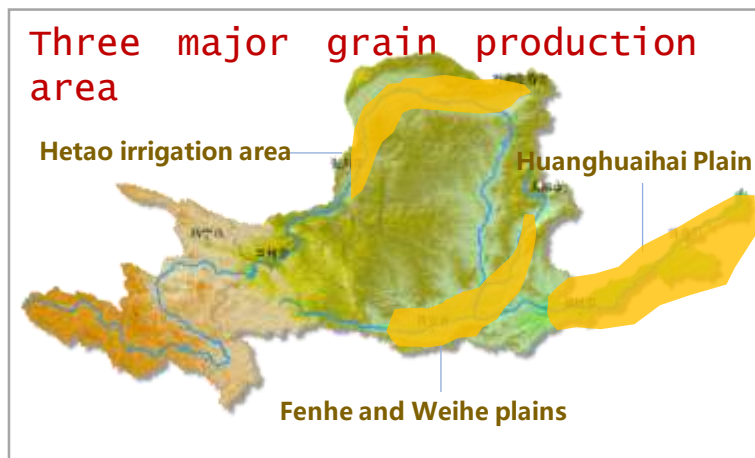 Three major grain production
area
Hetao irrigation area
Huanghuaihai Plain
Fenhe and Weihe plains